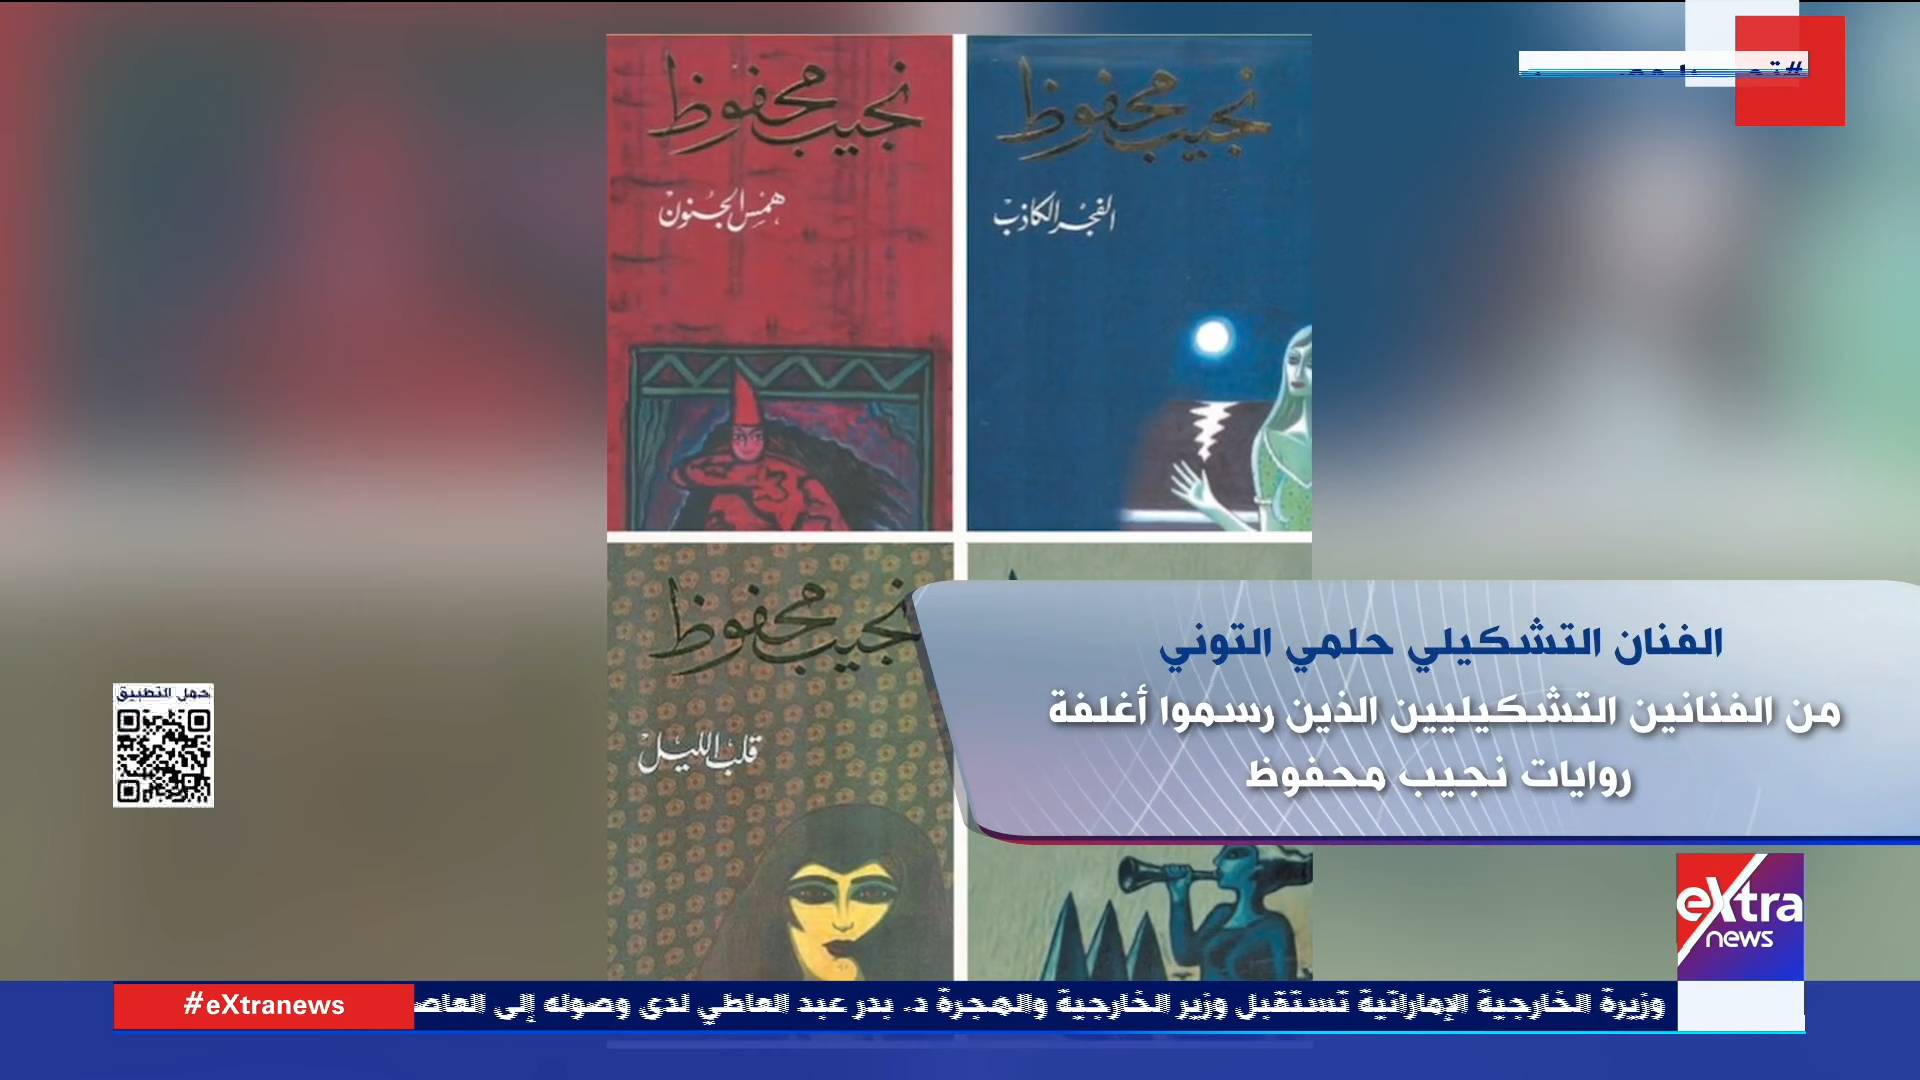 نجيب محفوظ
الفجر الكاذب
نجيب محفوظ
همس الجنون
نجيب محفوظ
قلب الليل
الفنان التشكيلي حلمي التوني
من الفنانين التشكيليين الذين رسموا أغلفة
روايات نجيب محفوظ
حمل التطبيق
eXtra
news
وزيرة الخارجية الإماراتية تستقبل وزير الخارجية والهجرة د. بدر عبد العاطي لدى وصوله إلى
#eXtranews